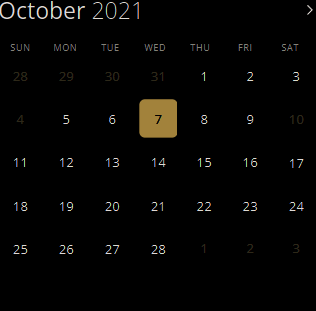 October 2021 >
SUN MON TUE WED THU FRI SAT
28 29 30 31 1 2 3
4 5 6 7 8 9 10
11 12 13 14 15 16 17
18 19 20 21 22 23 24
25 26 27 28 1 2 3